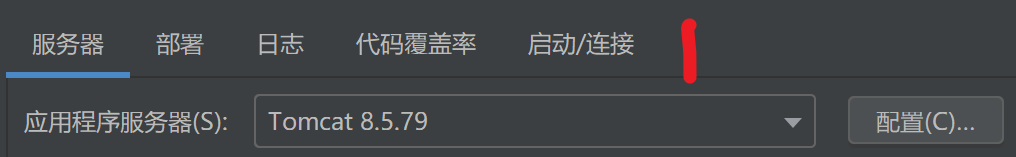 服务器 部署 日志 代码覆盖率 启动/连接
应用程序服务器(S): Tomcat 8.5.79 配置(C)...